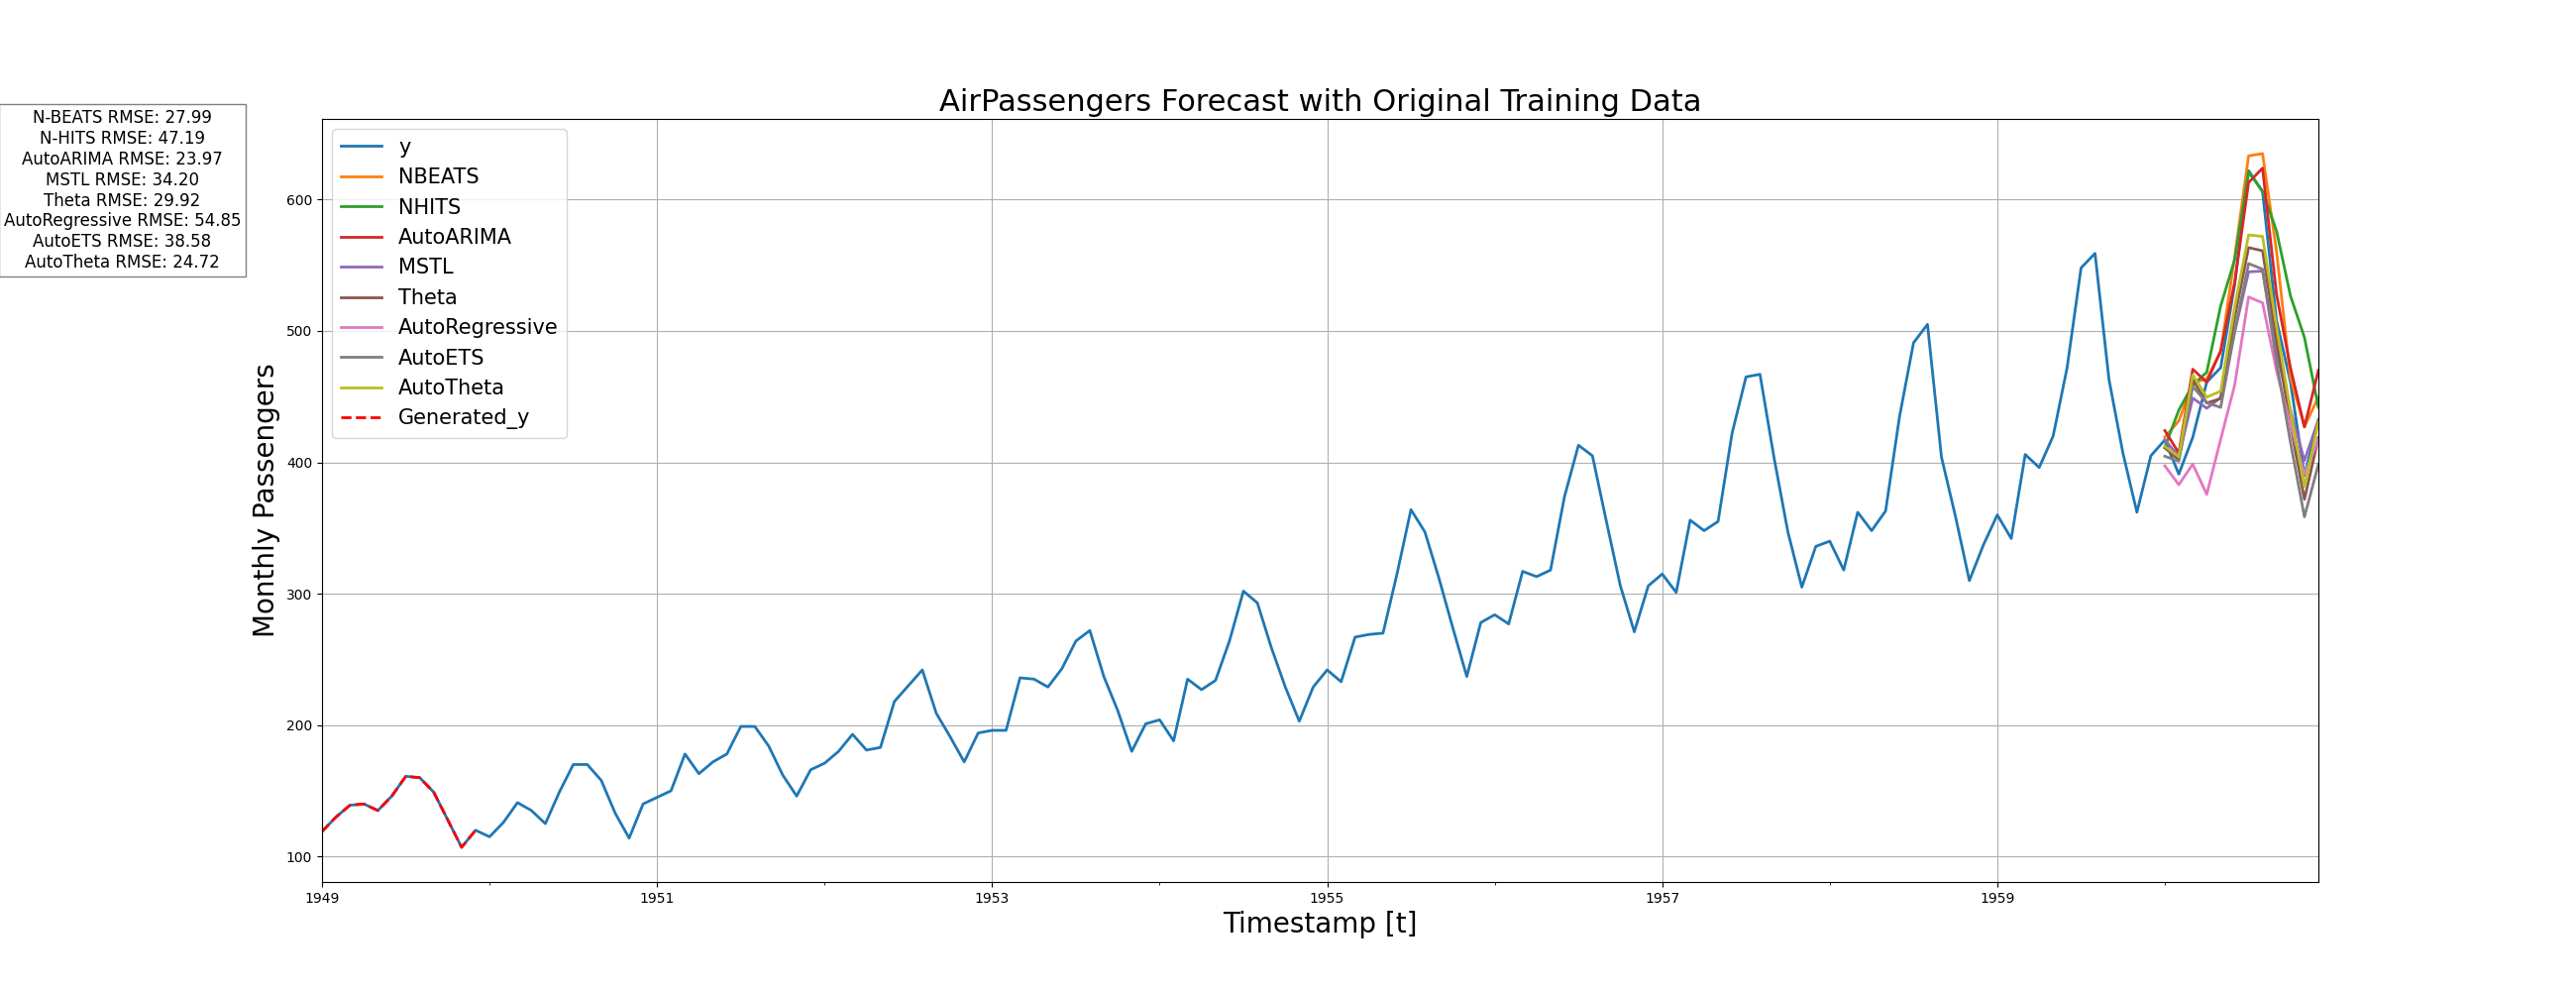 AirPassengers Forecast with Original Training Data
N-BEATS RMSE: 27.99
N-HITS RMSE: 47.19
AutoARIMA RMSE: 23.97
MSTL RMSE: 34.20
Theta RMSE: 29.92
AutoRegressive RMSE: 54.85
AutoETS RMSE: 38.58
AutoTheta RMSE: 24.72
y
NBEATS
NHITS
AutoARIMA
MSTL
Theta
AutoRegressive
AutoETS
AutoTheta
Generated_y
Monthly Passengers
600
500
400
300
200
100
1949
1951
1953
1955
1957
1959
Timestamp [t]